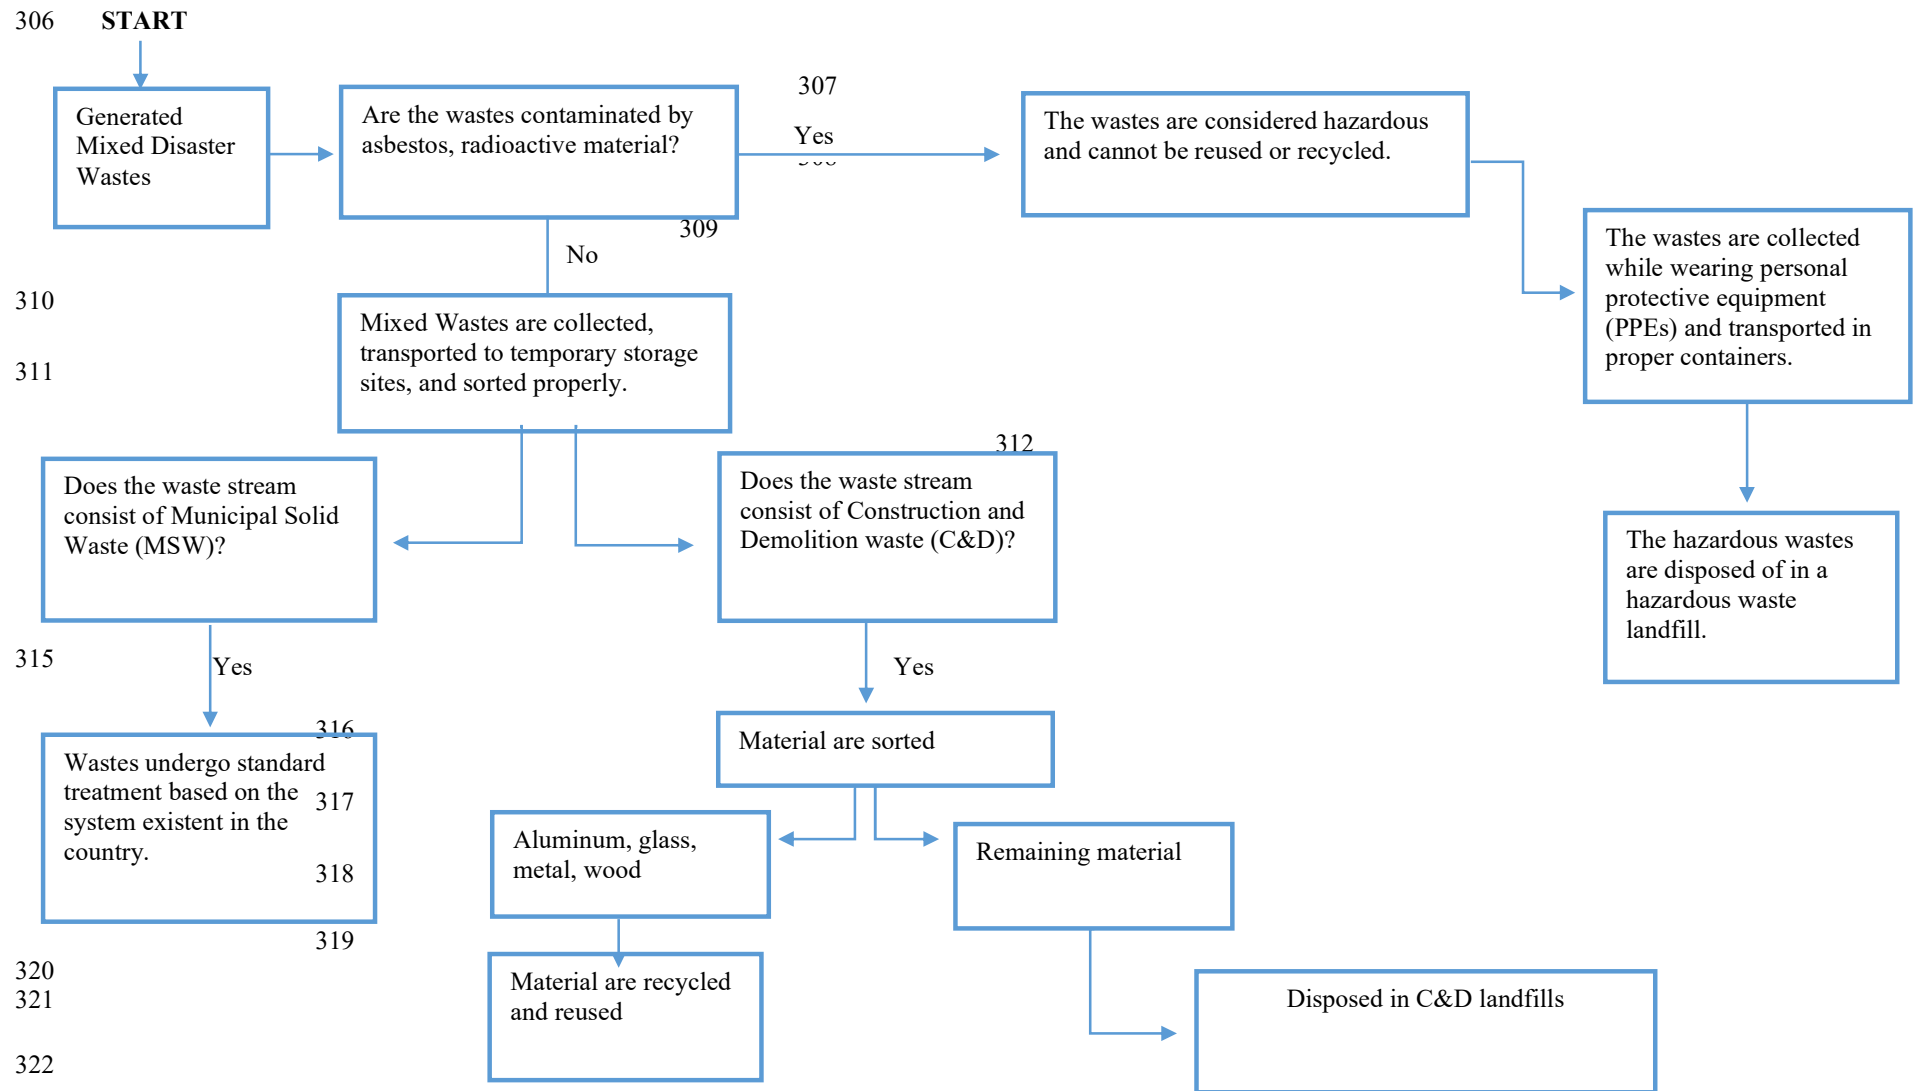 306 START
307
Generated
Mixed Disaster
Wastes
Are the wastes contaminated by
asbestos, radioactive material?
Yes
The wastes are considered hazardous
and cannot be reused or recycled.
309
No
The wastes are collected
while wearing personal
protective equipment
(PPEs) and transported in
proper containers.
310
311
Mixed Wastes are collected,
transported to temporary storage
sites, and sorted properly.
312
Does the waste stream
consist of Municipal Solid
Waste (MSW)?
Does the waste stream
consist of Construction and
Demolition waste (C&D)?
The hazardous wastes
are disposed of in a
hazardous waste
landfill.
315
Yes
Yes
316
Wastes undergo standard
treatment based on the
system existent in the
country.
317
318
319
Material are sorted
Aluminum, glass,
metal, wood
Remaining material
320
321
322
Material are recycled
and reused
Disposed in C&D landfills